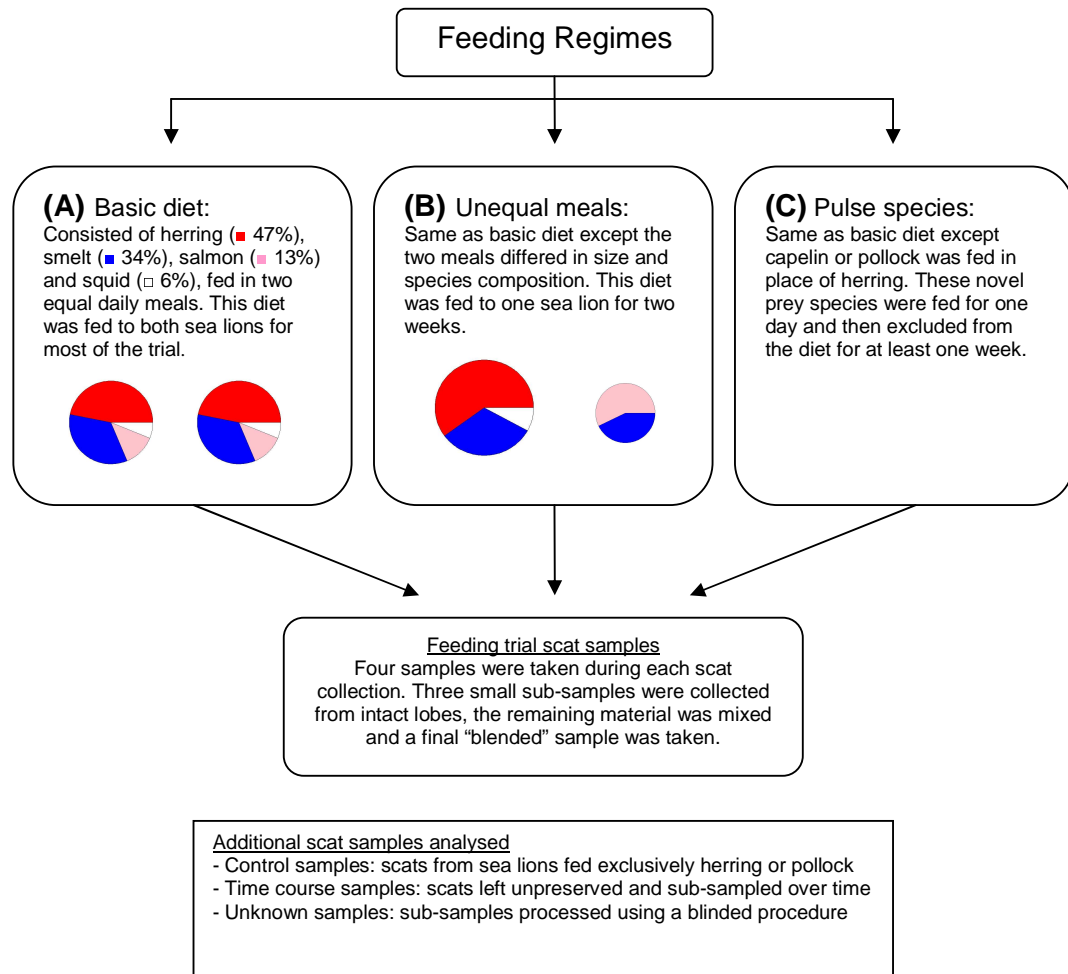 Feeding Regimes
(A) Basic diet:
Consisted of herring (■ 47%),
smelt (■ 34%), salmon (■ 13%)
and squid (□ 6%), fed in two
equal daily meals. This diet
was fed to both sea lions for
most of the trial.
(B) Unequal meals:
Same as basic diet except the
two meals differed in size and
species composition. This diet
was fed to one sea lion for two
weeks.
(C) Pulse species:
Same as basic diet except
capelin or pollock was fed in
place of herring. These novel
prey species were fed for one
day and then excluded from
the diet for at least one week.
Feeding trial scat samples
Four samples were taken during each scat
collection. Three small sub-samples were collected
from intact lobes, the remaining material was mixed
and a final “blended” sample was taken.
Additional scat samples analysed
- Control samples: scats from sea lions fed exclusively herring or pollock
- Time course samples: scats left unpreserved and sub-sampled over time
- Unknown samples: sub-samples processed using a blinded procedure